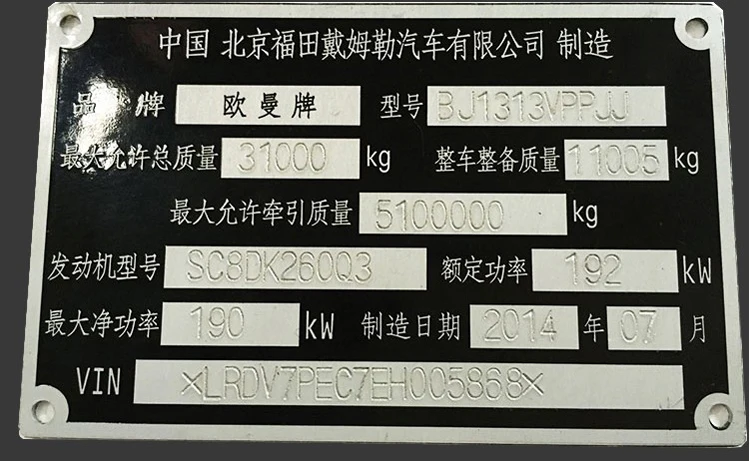 中国 北京福田戴姆勒汽车有限公司 制造
品 牌 欧曼牌 型号 BJ1313VPPJJ
最大允许总质量 31000 kg 整车整备质量 11005 kg
最大允许牵引质量 5100000 kg
发动机型号 SC8DK260Q3 额定功率 192 kW
最大净功率 190 kW 制造日期 2014 年 07 月
VIN ×LRDV7PEC7EH005868×